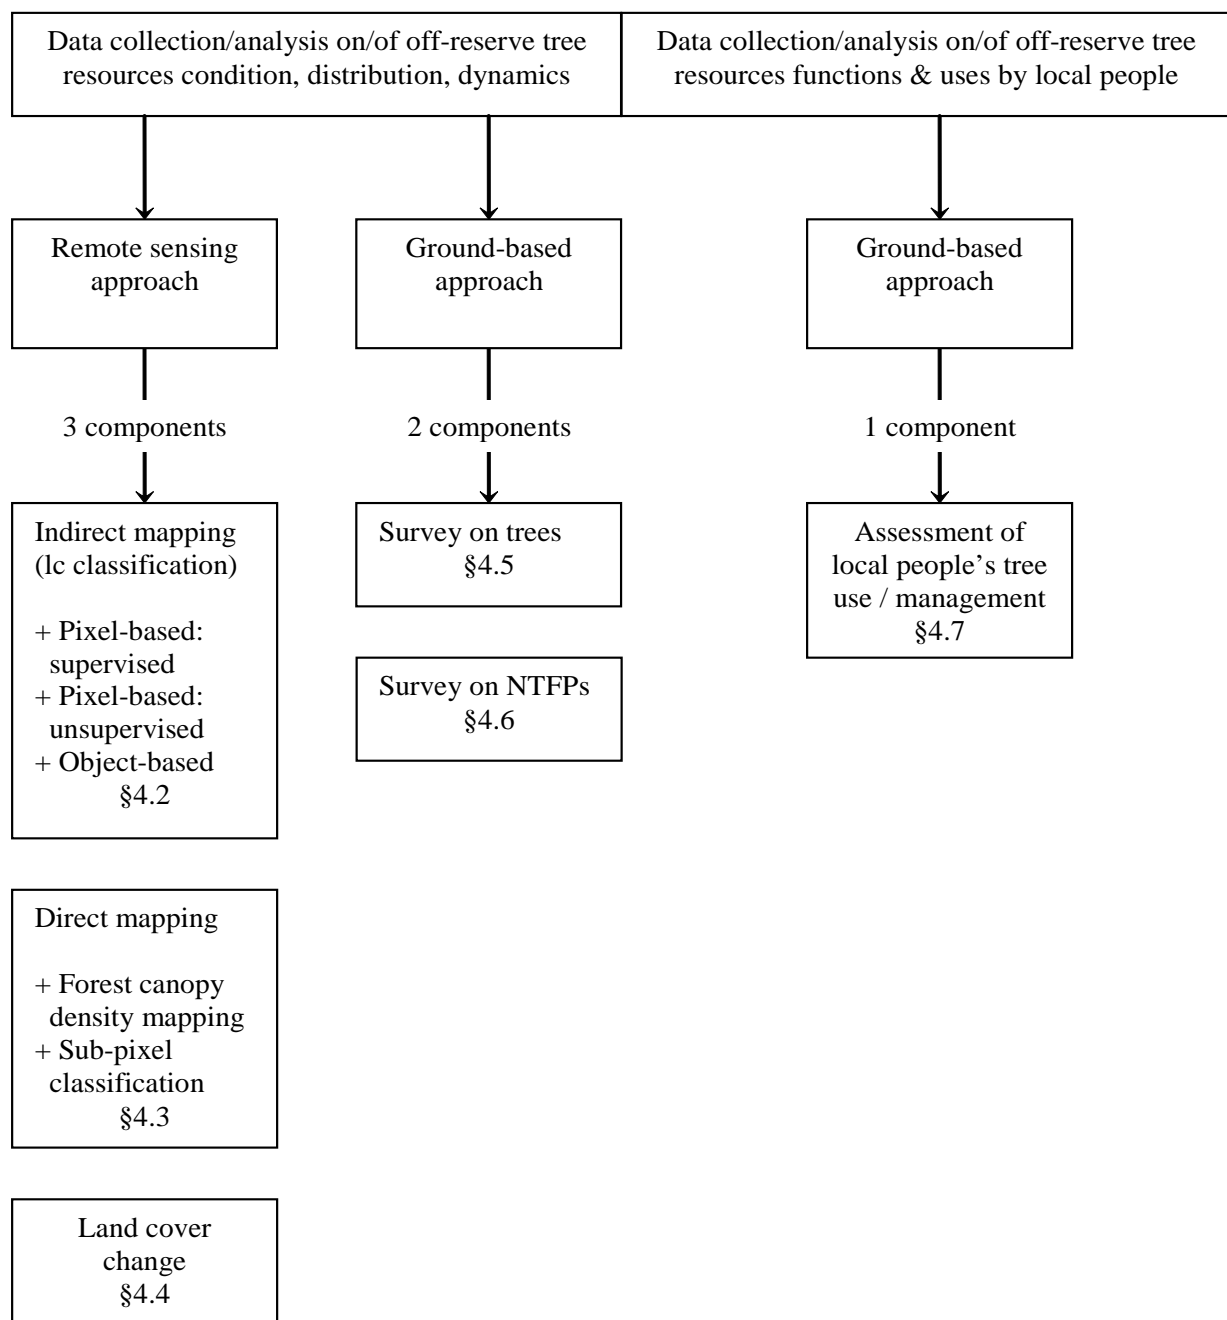 Data collection/analysis on/of off-reserve tree
resources condition, distribution, dynamics
Data collection/analysis on/of off-reserve tree
resources functions & uses by local people
Remote sensing
approach
Ground-based
approach
Ground-based
approach
3 components
2 components
1 component
Indirect mapping
(lc classification)
+ Pixel-based:
supervised
+ Pixel-based:
unsupervised
+ Object-based
§4.2
Survey on trees
§4.5
Survey on NTFPs
§4.6
Assessment of
local people’s tree
use / management
§4.7
Direct mapping
+ Forest canopy
density mapping
+ Sub-pixel
classification
§4.3
Land cover
change
§4.4